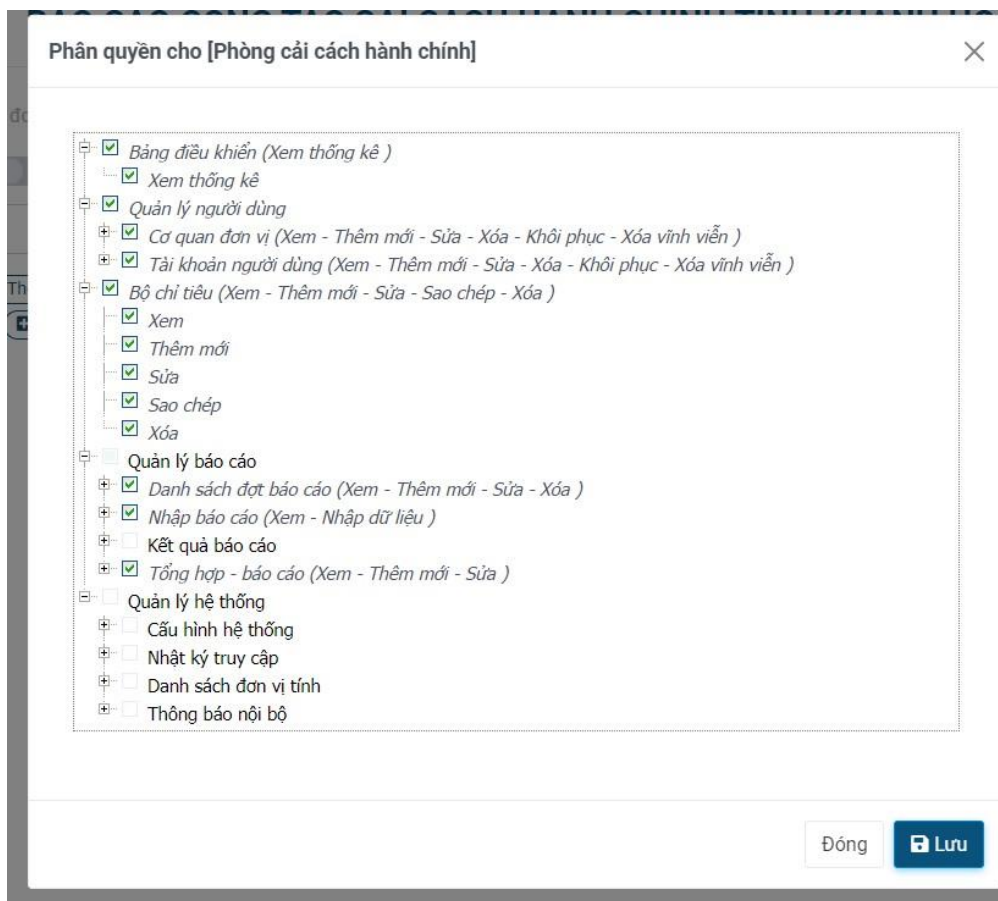 Phân quyền cho [Phòng cải cách hành chính]
Bảng điều khiển (Xem thống kê )
Xem thống kê
Quản lý người dùng
Cơ quan đơn vị (Xem - Thêm mới - Sửa - Xóa - Khôi phục - Xóa vĩnh viễn )
Tài khoản người dùng (Xem - Thêm mới - Sửa - Xóa - Khôi phục - Xóa vĩnh viễn )
Bộ chỉ tiêu (Xem - Thêm mới - Sửa - Sao chép - Xóa )
Xem
Thêm mới
Sửa
Sao chép
Xóa
Quản lý báo cáo
Danh sách đợt báo cáo (Xem - Thêm mới - Sửa - Xóa )
Nhập báo cáo (Xem - Nhập dữ liệu )
Kết quả báo cáo
Tổng hợp - báo cáo (Xem - Thêm mới - Sửa )
Quản lý hệ thống
Cấu hình hệ thống
Nhật ký truy cập
Danh sách đơn vị tính
Thông báo nội bộ
Đóng
Lưu